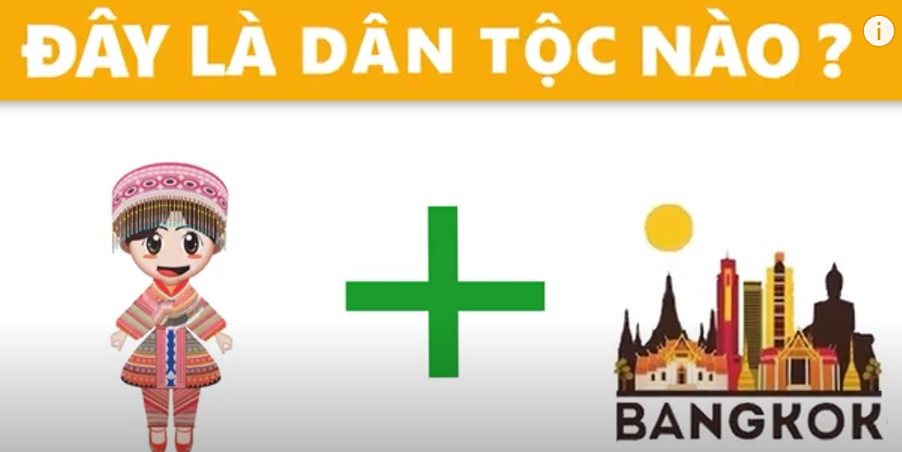 ĐÂY LÀ DÂN TỘC NÀO ?
BANGKOK